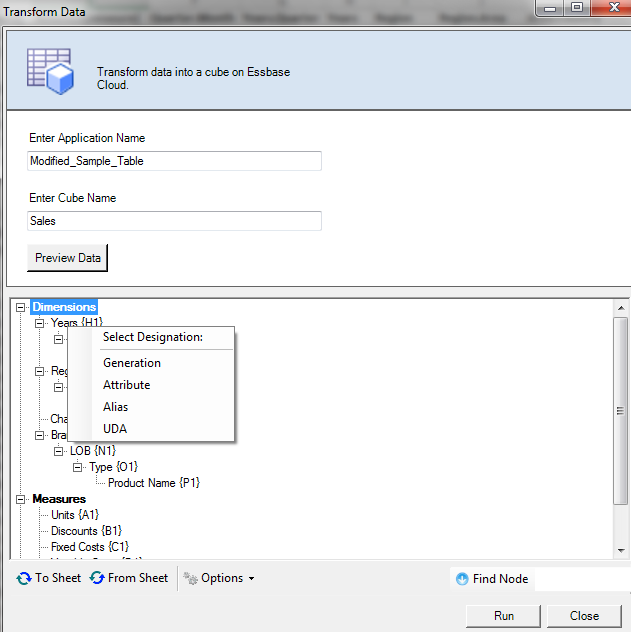 Transform Data
Transform data into a cube on Essbase
Cloud.
Enter Application Name
Modified_Sample_Table
Enter Cube Name
Sales
Preview Data
Dimensions
Years {H1}
Select Designation:
Generation
Reg
Attribute
Alias
Cha
UDA
Bra
LOB {N1}
Type {O1}
Product Name {P1}
Measures
Units {A1}
Discounts {B1}
Fixed Costs {C1}
To Sheet From Sheet Options Find Node
Run Close